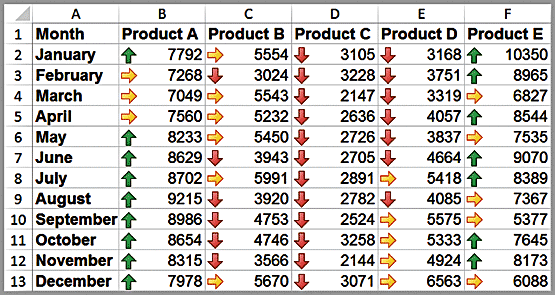 A B C D E F
1 Month Product A Product B Product C Product D Product E
2 January 7792 5554 3105 3168 10350
3 February 7268 3024 3228 3751 8965
4 March 7049 5543 2147 3319 6827
5 April 7560 5232 2636 4057 8544
6 May 8233 5450 2726 3837 7535
7 June 8629 3943 2705 4664 9070
8 July 8702 5991 2891 5418 8389
9 August 9215 3920 2782 4085 7367
10 September 8986 4753 2524 5575 5377
11 October 8654 4746 3258 5333 7645
12 November 8315 3566 2144 4924 8173
13 December 7978 5670 3071 6563 6088